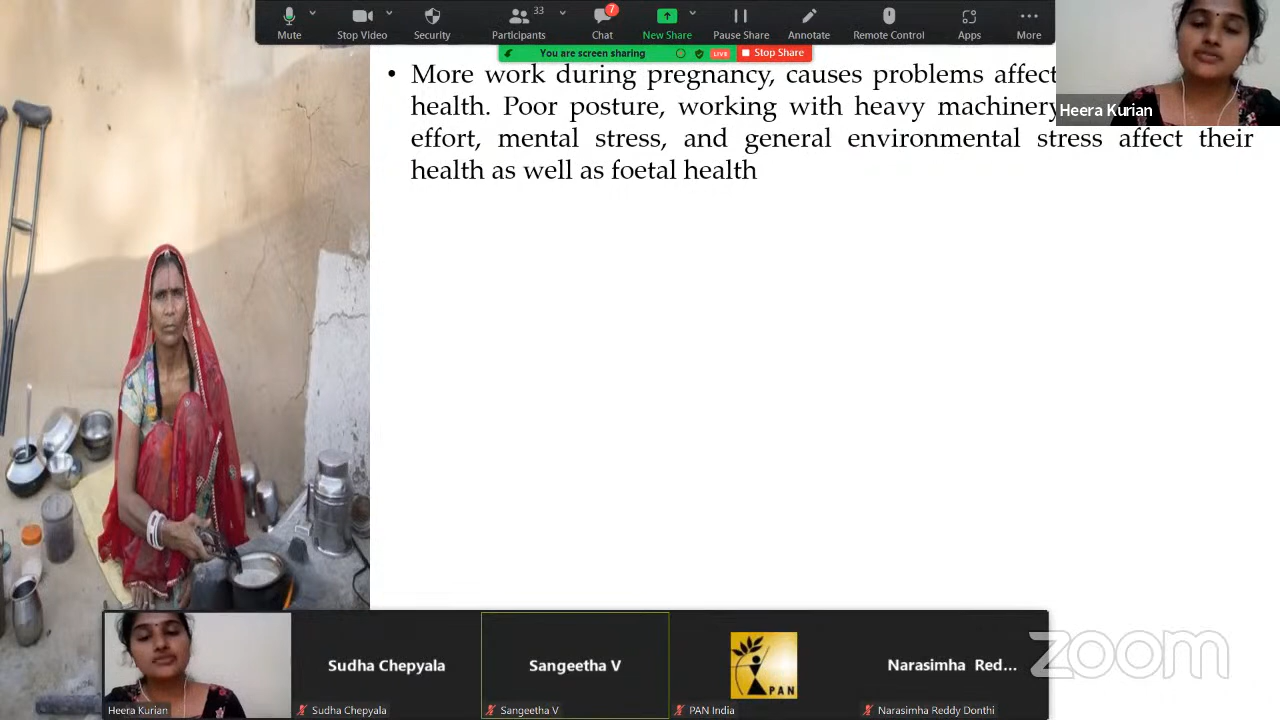 33
7
Mute
Stop Video
Security
Participants
Chat
New Share
Pause Share
Annotate
Remote Control
Apps
More
You are screen sharing
LIVE
Stop Share
Heera Kurian
• More work during pregnancy, causes problems affect
health. Poor posture, working with heavy machinery
effort, mental stress, and general environmental stress affect their
health as well as foetal health
Sudha Chepyala
Sangeetha V
PAN
Narasimha Red...
Heera Kurian
Sudha Chepyala
Sangeetha V
PAN India
Narasimha Reddy Donthi
zoom